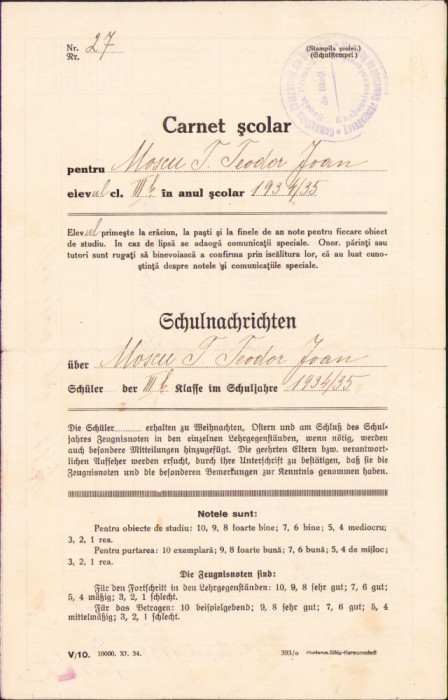 Nr. 27
Nr.
(Stampila școlei.)
(Schulstempel.)
Carnet școlar
pentru Moscu T. Teodor Joan
elevul cl. III b în anul școlar 1934/35
Elevul primește la crăciun, la paști și la finele de an note pentru fiecare obiect
de studiu. In caz de lipsă se adaogă comunicații speciale. Onor. părinți sau
tutori sunt rugați să binevoiască a confirma prin iscălitura lor, că au luat cuno-
ștință despre notele și comunicațiile speciale.
Schulnachrichten
über Moscu T. Teodor Joan
Schüler der III b Klasse im Schuljahre 1934/35
Die Schüler erhalten zu Weihnachten, Ostern und am Schluß des Schul-
jahres Zeugnisnoten in den einzelnen Lehrgegenständen, wenn nötig, werden
auch besondere Mitteilungen hinzugefügt. Die geehrten Eltern bzw. verantwort-
lichen Aufseher werden ersucht, durch ihre Unterschrift zu bestätigen, daß sie die
Zeugnisnoten und die besonderen Bemerkungen zur Kenntnis genommen haben.
Notele sunt:
Pentru obiecte de studiu: 10, 9, 8 foarte bine; 7, 6 bine; 5, 4 mediocru;
3, 2, 1 rea.
Pentru purtarea: 10 exemplară; 9, 8 foarte bună; 7, 6 bună; 5, 4 de mijloc;
3, 2, 1 rea.
Die Zeugnisnoten sind:
Für den Fortschritt in den Lehrgegenständen: 10, 9, 8 sehr gut; 7, 6 gut;
5, 4 mäßig; 3, 2, 1 schlecht.
Für das Betragen: 10 beispielgebend; 9, 8 sehr gut; 7, 6 gut; 5, 4
mittelmäßig; 3, 2, 1 schlecht.
V/10. 10000. XI. 34.